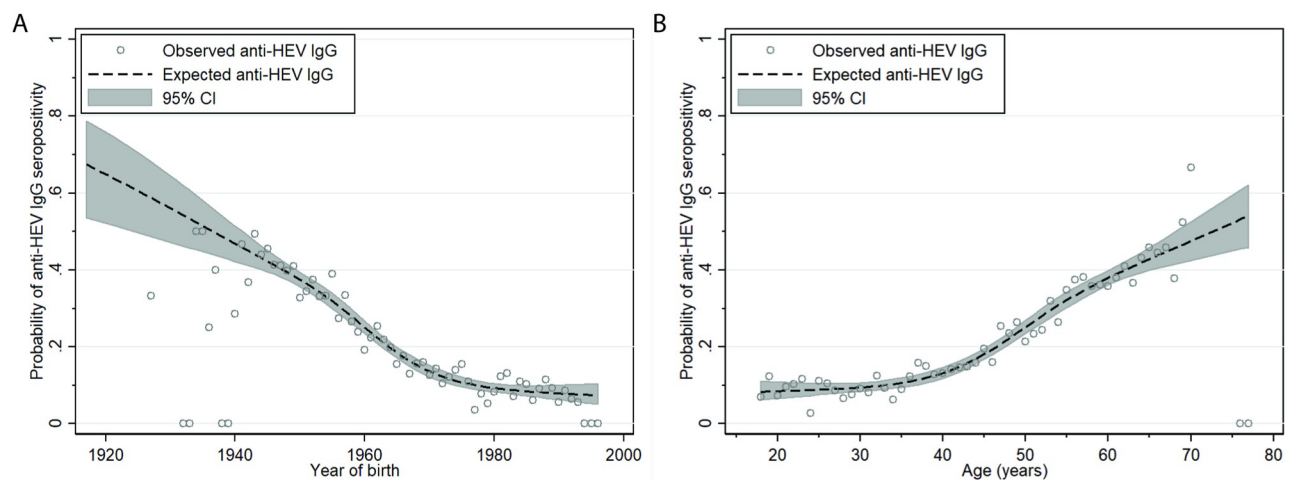 A
Observed anti-HEV IgG
Expected anti-HEV IgG
95% CI
Probability of anti-HEV IgG seropositivity
1
.8
.6
.4
.2
0
1920 1940 1960 1980 2000
Year of birth
B
Observed anti-HEV IgG
Expected anti-HEV IgG
95% CI
Probability of anti-HEV IgG seropositivity
1
.8
.6
.4
.2
0
20 30 40 50 60 70 80
Age (years)